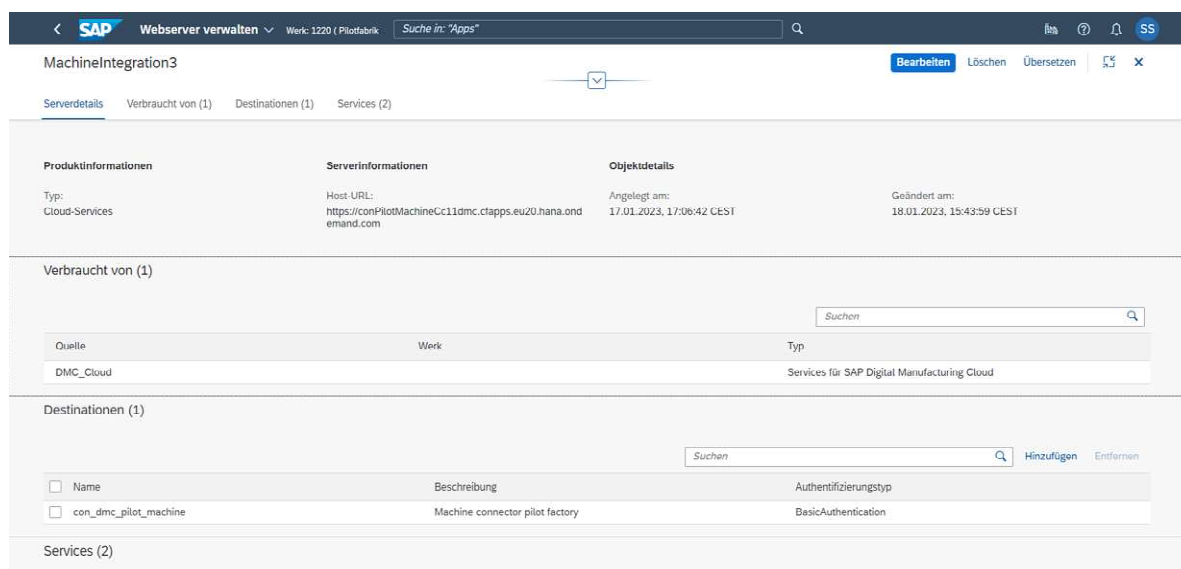 SAP Webserver verwalten Werk: 1220 ( Pilotfabrik Suche in: "Apps" SS
MachineIntegration3 Bearbeiten Löschen Übersetzen
Serverdetails Verbraucht von (1) Destinationen (1) Services (2)
Produktinformationen Serverinformationen Objektdetails
Typ: Host-URL: Angelegt am: Geändert am:
Cloud-Services https://conPilotMachineCc11dmc.cfapps.eu20.hana.ond 17.01.2023, 17:06:42 CEST 18.01.2023, 15:43:59 CEST
emand.com
Verbraucht von (1)
Suchen
Quelle Werk Typ
DMC_Cloud Services für SAP Digital Manufacturing Cloud
Destinationen (1)
Suchen Hinzufügen Entfernen
Name Beschreibung Authentifizierungstyp
con_dmc_pilot_machine Machine connector pilot factory BasicAuthentication
Services (2)